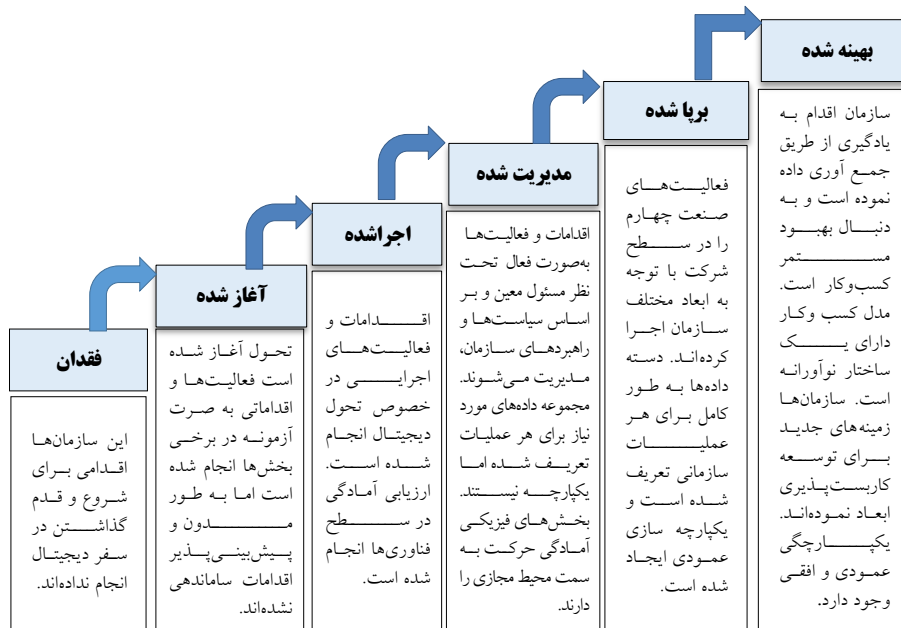 بهینه شده
سازمان اقدام به
یادگیری از طریق
جمع آوری داده
نموده است و به
دنبال بهبود
مستمر
کسب‌وکار است.
مدل کسب وکار
دارای یک
ساختار نوآورانه
است. سازمان‌ها
زمینه‌های جدید
برای توسعه
کاربست‌پذیری
ابعاد نموده‌اند.
یکپارچگی
عمودی و افقی
وجود دارد.
برپا شده
فعالیت‌های
صنعت چهارم
را در سطح
شرکت با توجه
به ابعاد مختلف
سازمان اجرا
کرده‌اند. دسته
داده‌ها به طور
کامل برای هر
عملیات
سازمانی تعریف
شده است و
یکپارچه سازی
عمودی ایجاد
شده است.
مدیریت شده
اقدامات و فعالیت‌ها
به‌صورت فعال تحت
نظر مسئول معین و بر
اساس سیاست‌ها و
راهبردهای سازمان،
مدیریت می‌شوند.
مجموعه داده‌های مورد
نیاز برای هر عملیات
تعریف شده اما
یکپارچه نیستند.
بخش‌های فیزیکی
آمادگی حرکت به
سمت محیط مجازی را
دارند.
اجراشده
اقدامات و
فعالیت‌های
اجرایی در
خصوص تحول
دیجیتال انجام
شده است.
ارزیابی آمادگی
در سطح
فناوری‌ها انجام
شده است.
آغاز شده
تحول آغاز شده
است فعالیت‌ها و
اقداماتی به صرت
آزمونه در برخی
بخش‌ها انجام شده
است اما به طور
مدون و
پیش‌بینی‌پذیر
اقدامات ساماندهی
نشده‌اند.
فقدان
این سازمان‌ها
اقدامی برای
شروع و قدم
گذاشتن در
سفر دیجیتال
انجام نداده‌اند.